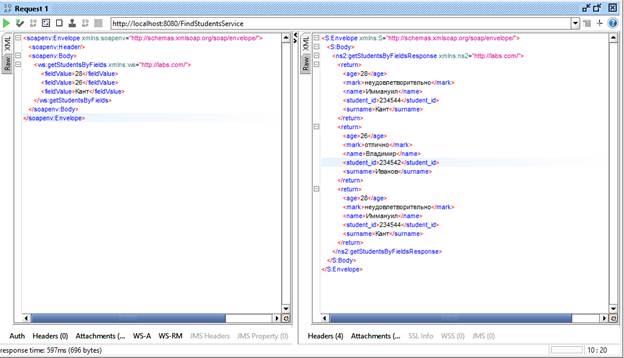 Request 1
http://localhost:8080/FindStudentsService
XML
Raw
<soapenv:Envelope xmlns:soapenv="http://schemas.xmlsoap.org/soap/envelope/">
<soapenv:Header/>
<soapenv:Body>
<ws:getStudentsByFields xmlns:ws="http://labs.com/">
<fieldValue>28</fieldValue>
<fieldValue>26</fieldValue>
<fieldValue>Кант</fieldValue>
</ws:getStudentsByFields>
</soapenv:Body>
</soapenv:Envelope>
XML
Raw
<S:Envelope xmlns:S="http://schemas.xmlsoap.org/soap/envelope/">
<S:Body>
<ns2:getStudentsByFieldsResponse xmlns:ns2="http://labs.com/">
<return>
<age>28</age>
<mark>неудовлетворительно</mark>
<name>Иммануил</name>
<student_id>234544</student_id>
<surname>Кант</surname>
</return>
<return>
<age>26</age>
<mark>отлично</mark>
<name>Владимир</name>
<student_id>234542</student_id>
<surname>Иванов</surname>
</return>
<return>
<age>28</age>
<mark>неудовлетворительно</mark>
<name>Иммануил</name>
<student_id>234544</student_id>
<surname>Кант</surname>
</return>
</ns2:getStudentsByFieldsResponse>
</S:Body>
</S:Envelope>
Auth Headers (0) Attachments (... WS-A WS-RM JMS Headers JMS Property (0)
Headers (4) Attachments (... SSL Info WSS (0) JMS (0)
response time: 597ms (696 bytes)
10 : 20